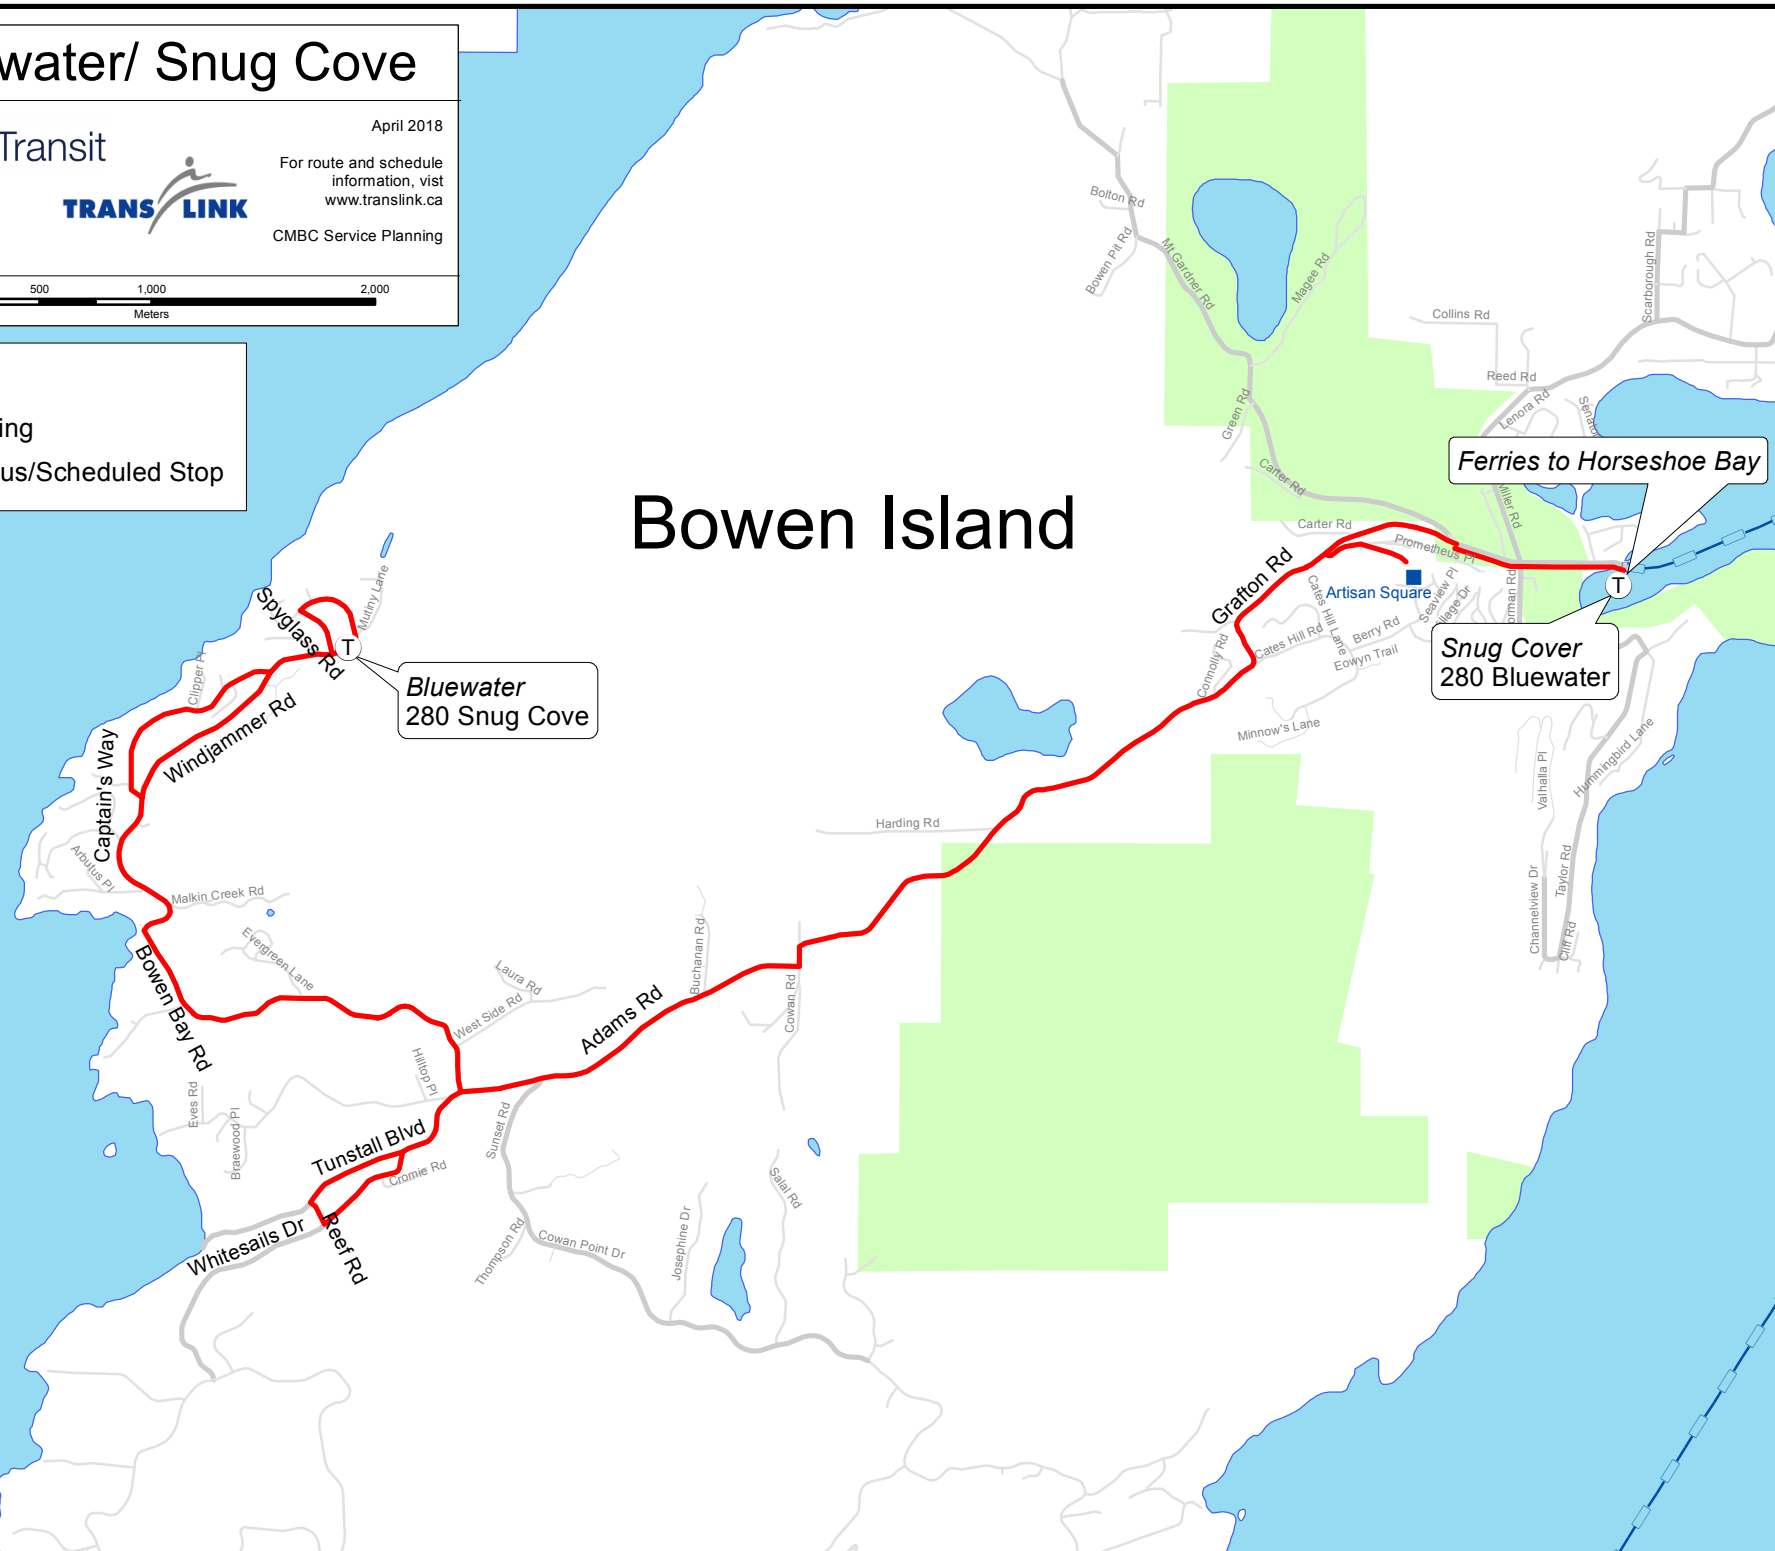 water/ Snug Cove
Transit
April 2018
For route and schedule
information, vist
www.translink.ca
TRANS LINK
CMBC Service Planning
500 1,000 2,000
Meters
ing
us/Scheduled Stop
Bowen Island
Bolton Rd
Bowen Pit Rd
Mt Gardner Rd
Magee Rd
Scarborough Rd
Collins Rd
Reed Rd
Lenora Rd
Green Rd
Carter Rd
Ferries to Horseshoe Bay
Miller Rd
Carter Rd
Prometheus Pl
Grafton Rd
Artisan Square
Seaview Pl
Cates Hill Lane
Berry Rd
Cates Hill Rd
Eowyn Trail
Connolly Rd
Minnow's Lane
Snug Cover
280 Bluewater
T
Mutiny Lane
Spyglass Rd
T
Bluewater
280 Snug Cove
Clipper Pl
Windjammer Rd
Captain's Way
Arbutus Pl
Malkin Creek Rd
Harding Rd
Valhalla Pl
Hummingbird Lane
Channelview Dr
Taylor Rd
Cliff Rd
Evergreen Lane
Bowen Bay Rd
Laura Rd
West Side Rd
Buchanan Rd
Adams Rd
Cowan Rd
Hilltop Pl
Eves Rd
Braewood Pl
Tunstall Blvd
Cromie Rd
Sunset Rd
Salal Rd
Whitesails Dr
Reef Rd
Thompson Rd
Cowan Point Dr
Josephine Dr